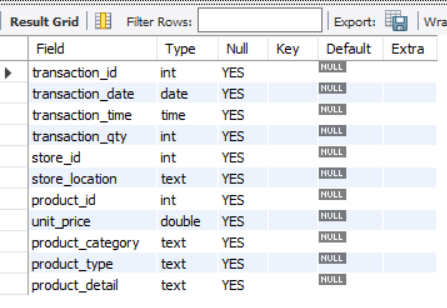 Result Grid Filter Rows: Export: Wra
Field Type Null Key Default Extra
transaction_id int YES NULL
transaction_date date YES NULL
transaction_time time YES NULL
transaction_qty int YES NULL
store_id int YES NULL
store_location text YES NULL
product_id int YES NULL
unit_price double YES NULL
product_category text YES NULL
product_type text YES NULL
product_detail text YES NULL